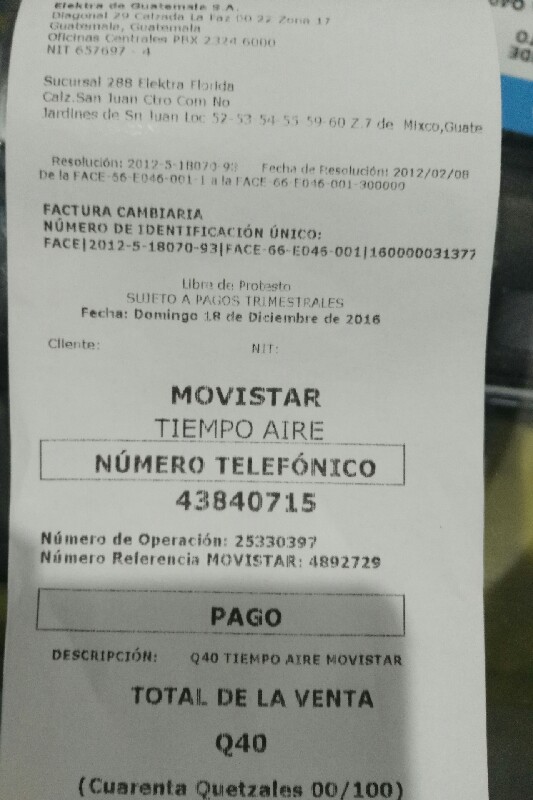 Elektra de Guatemala S.A.
Diagonal 29 Calzada La Paz 00-22 Zona 17
Guatemala, Guatemala
Oficinas Centrales PBX 2324 6000
NIT 657697 - 4
Sucursal 288 Elektra Florida
Calz.San Juan Ctro Com No
Jardines de Sn Juan Loc 52-53-54-55-59-60 Z.7 de Mixco,Guate
Resolución: 2012-5-18070-93 Fecha de Resolución: 2012/02/08
De la FACE-66-E046-001-1 a la FACE-66-E046-001-300000
FACTURA CAMBIARIA
NÚMERO DE IDENTIFICACIÓN ÚNICO:
FACE|2012-5-18070-93|FACE-66-E046-001|160000031377
Libre de Protesto
SUJETO A PAGOS TRIMESTRALES
Fecha: Domingo 18 de Diciembre de 2016
Cliente: NIT:
MOVISTAR
TIEMPO AIRE
NÚMERO TELEFÓNICO
43840715
Número de Operación: 25330397
Número Referencia MOVISTAR: 4892729
PAGO
DESCRIPCIÓN: Q40 TIEMPO AIRE MOVISTAR
TOTAL DE LA VENTA
Q40
(Cuarenta Quetzales 00/100)